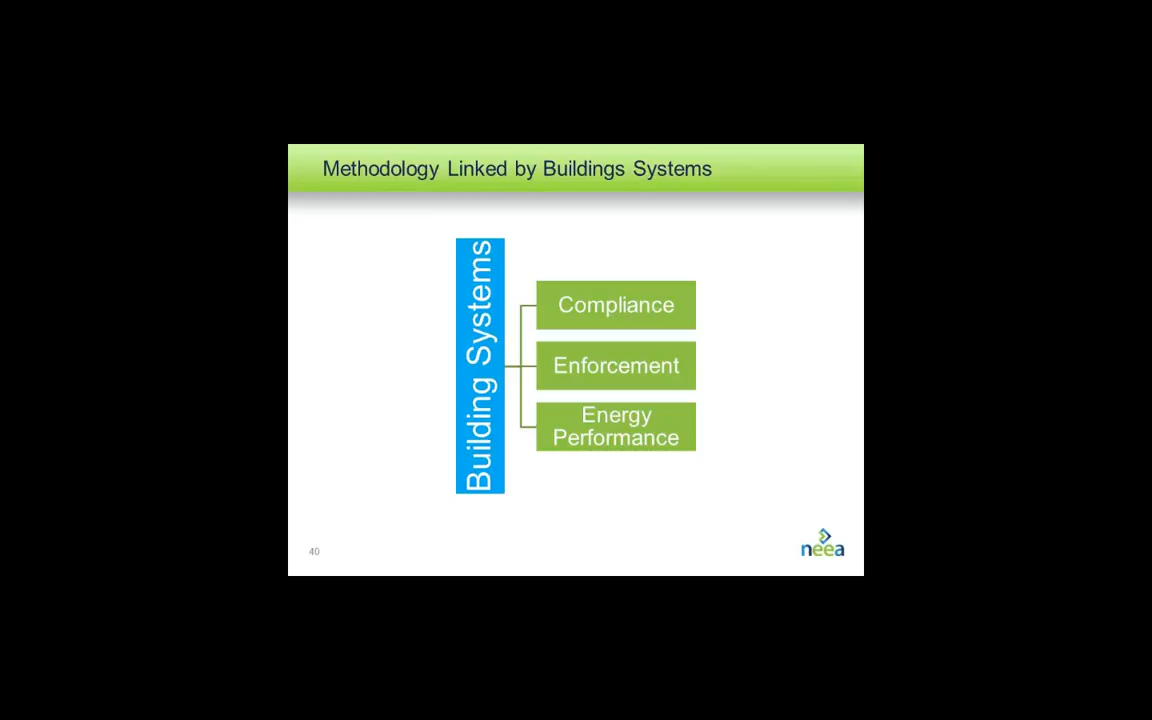 Methodology Linked by Buildings Systems
Building Systems
Compliance
Enforcement
Energy
Performance
40
neea